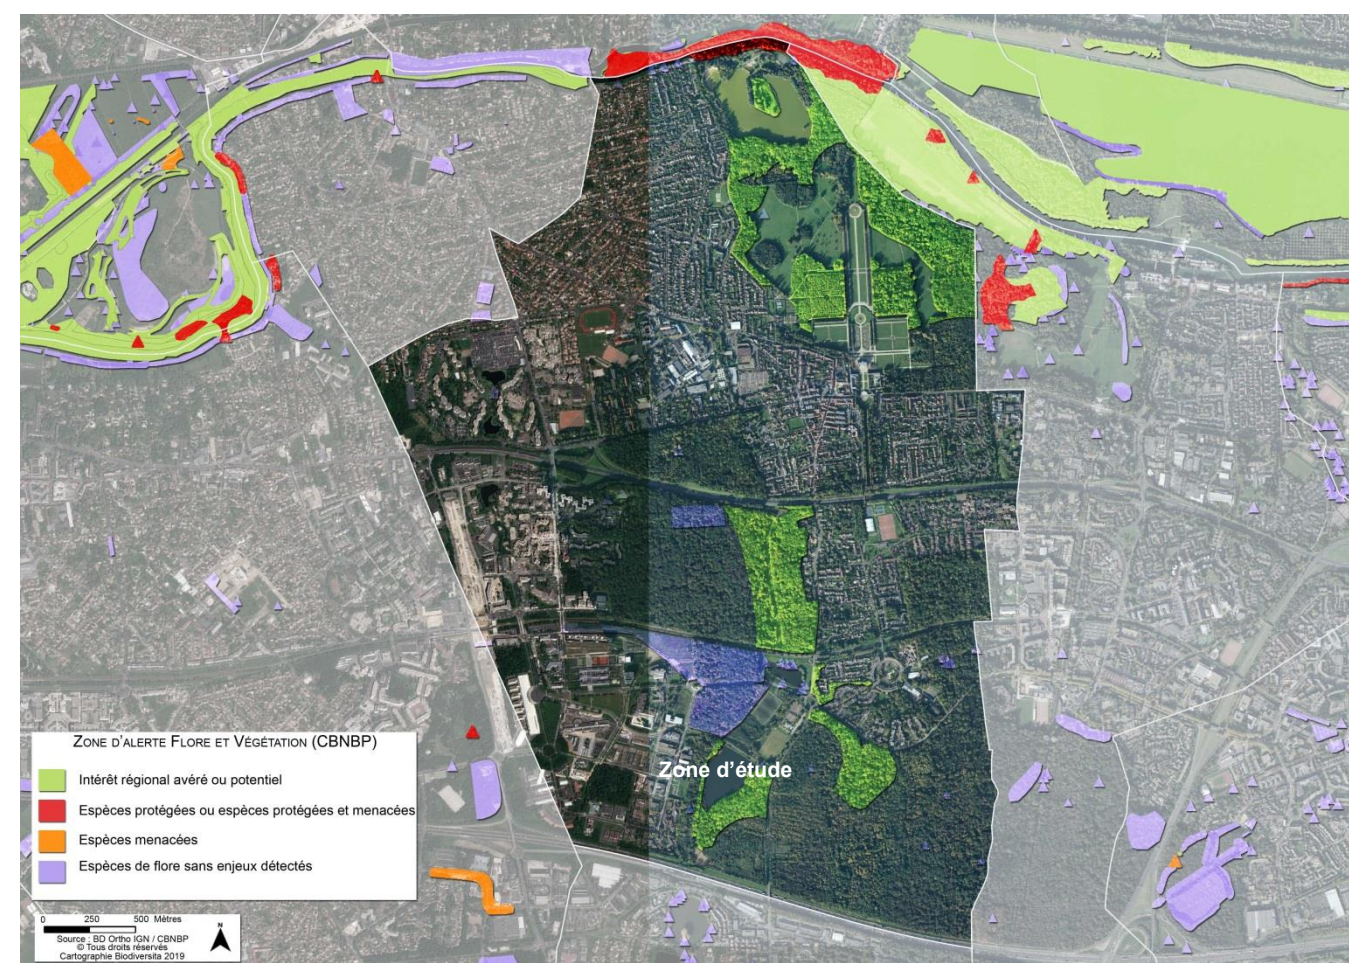 Zone d'étude
ZONE D'ALERTE FLORE ET VÉGÉTATION (CBNBP)
Intérêt régional avéré ou potentiel
Espèces protégées ou espèces protégées et menacées
Espèces menacées
Espèces de flore sans enjeux détectés
0 250 500 Mètres
N
Source : BD Ortho IGN / CBNBP
© Tous droits réservés
Cartographie Biodiversita 2019